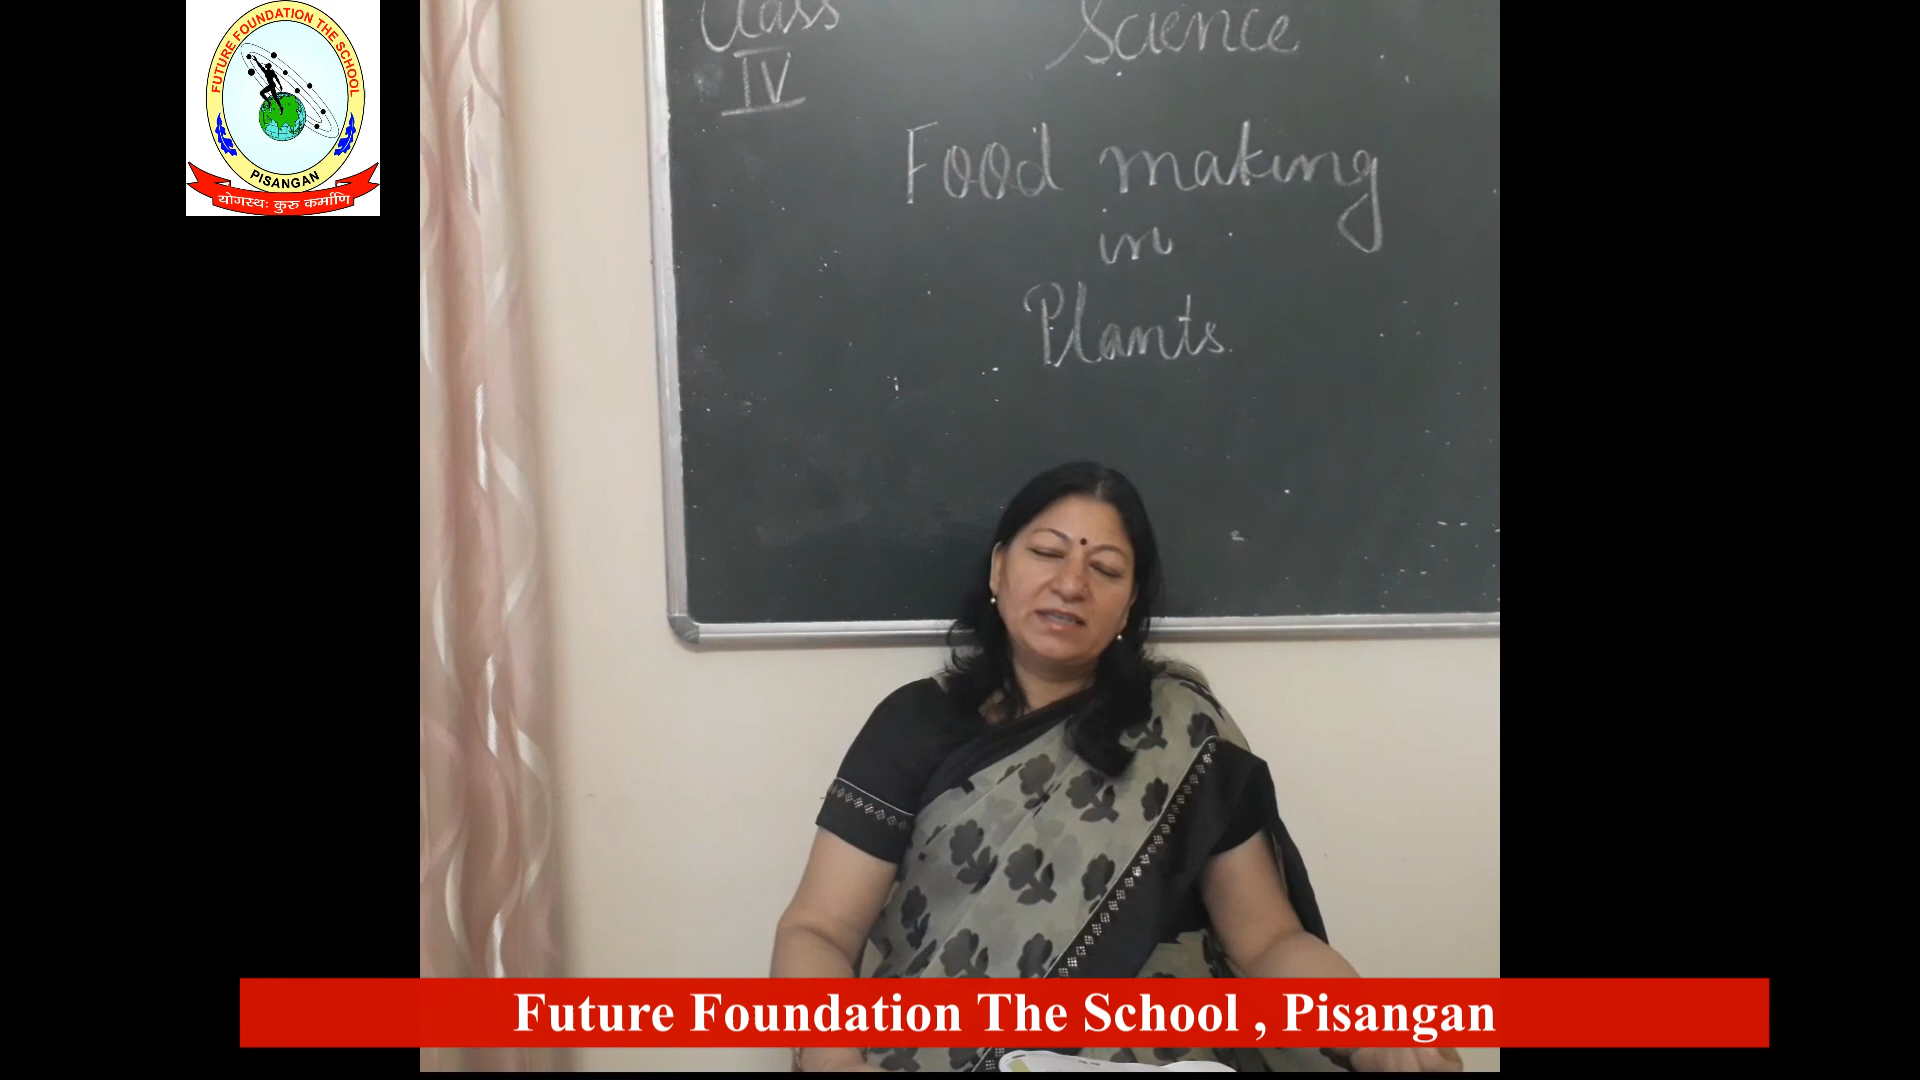 FUTURE FOUNDATION THE SCHOOL
PISANGAN
योगस्थः कुरु कर्माणि
Class
IV
Science
Food making
in
Plants
Future Foundation The School , Pisangan